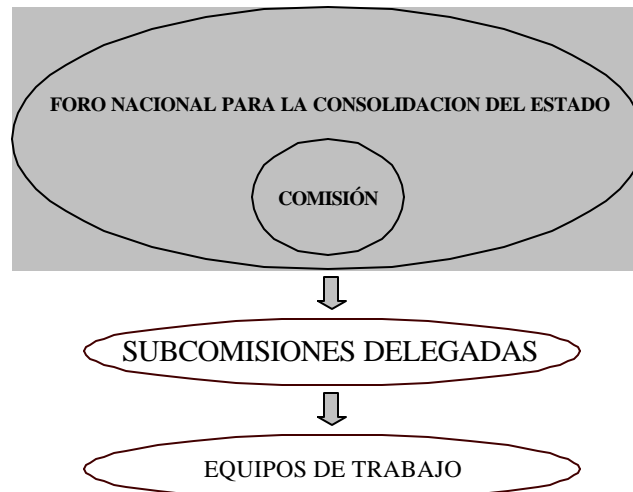 FORO NACIONAL PARA LA CONSOLIDACION DEL ESTADO
COMISIÓN
SUBCOMISIONES DELEGADAS
EQUIPOS DE TRABAJO